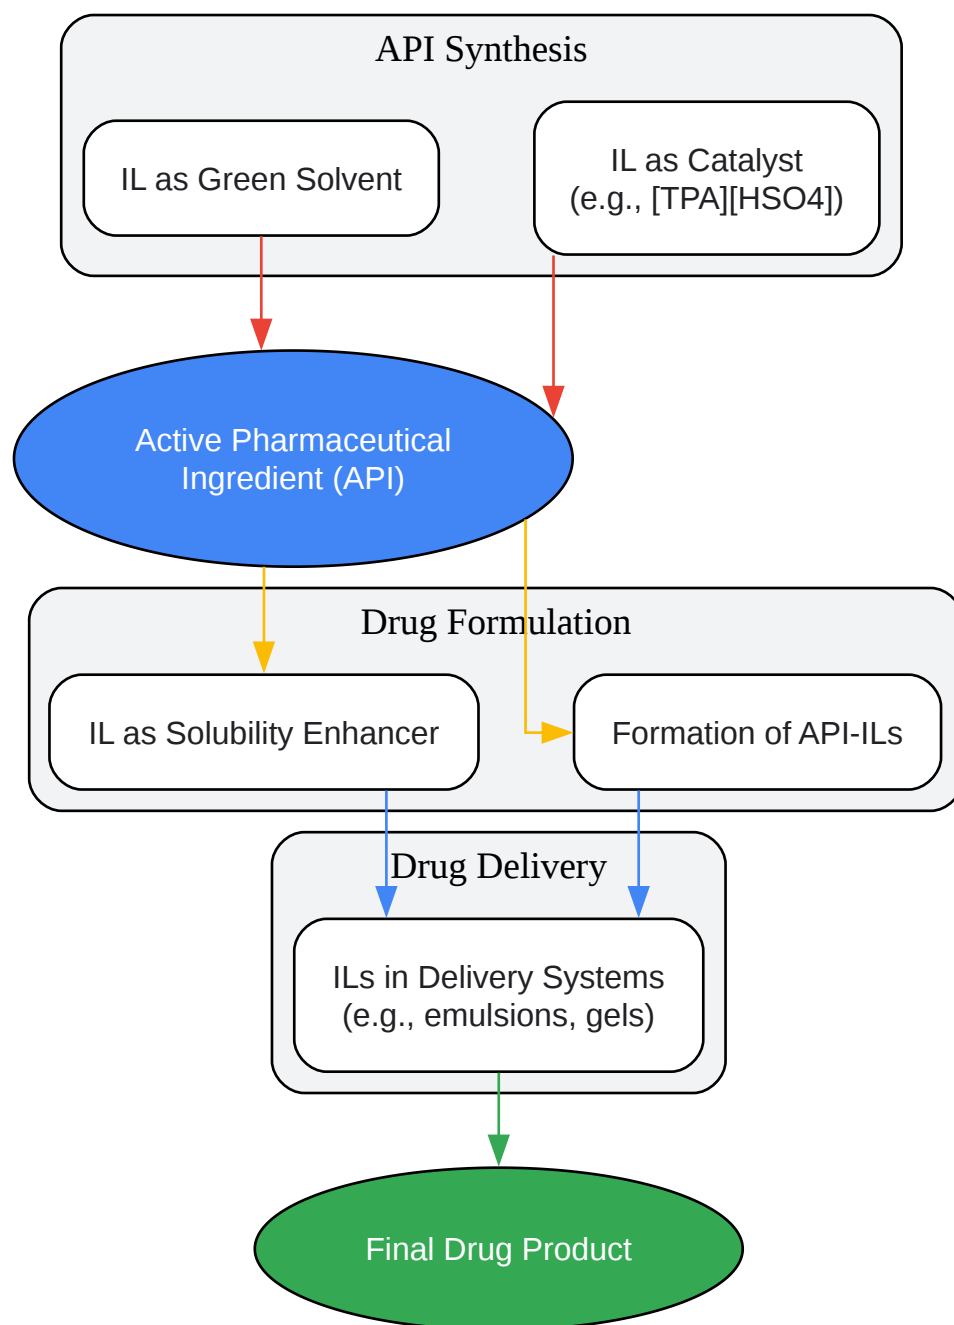 API Synthesis
IL as Green Solvent
IL as Catalyst
(e.g., [TPA][HSO4])
Active Pharmaceutical
Ingredient (API)
Drug Formulation
IL as Solubility Enhancer
Formation of API-ILs
Drug Delivery
ILs in Delivery Systems
(e.g., emulsions, gels)
Final Drug Product